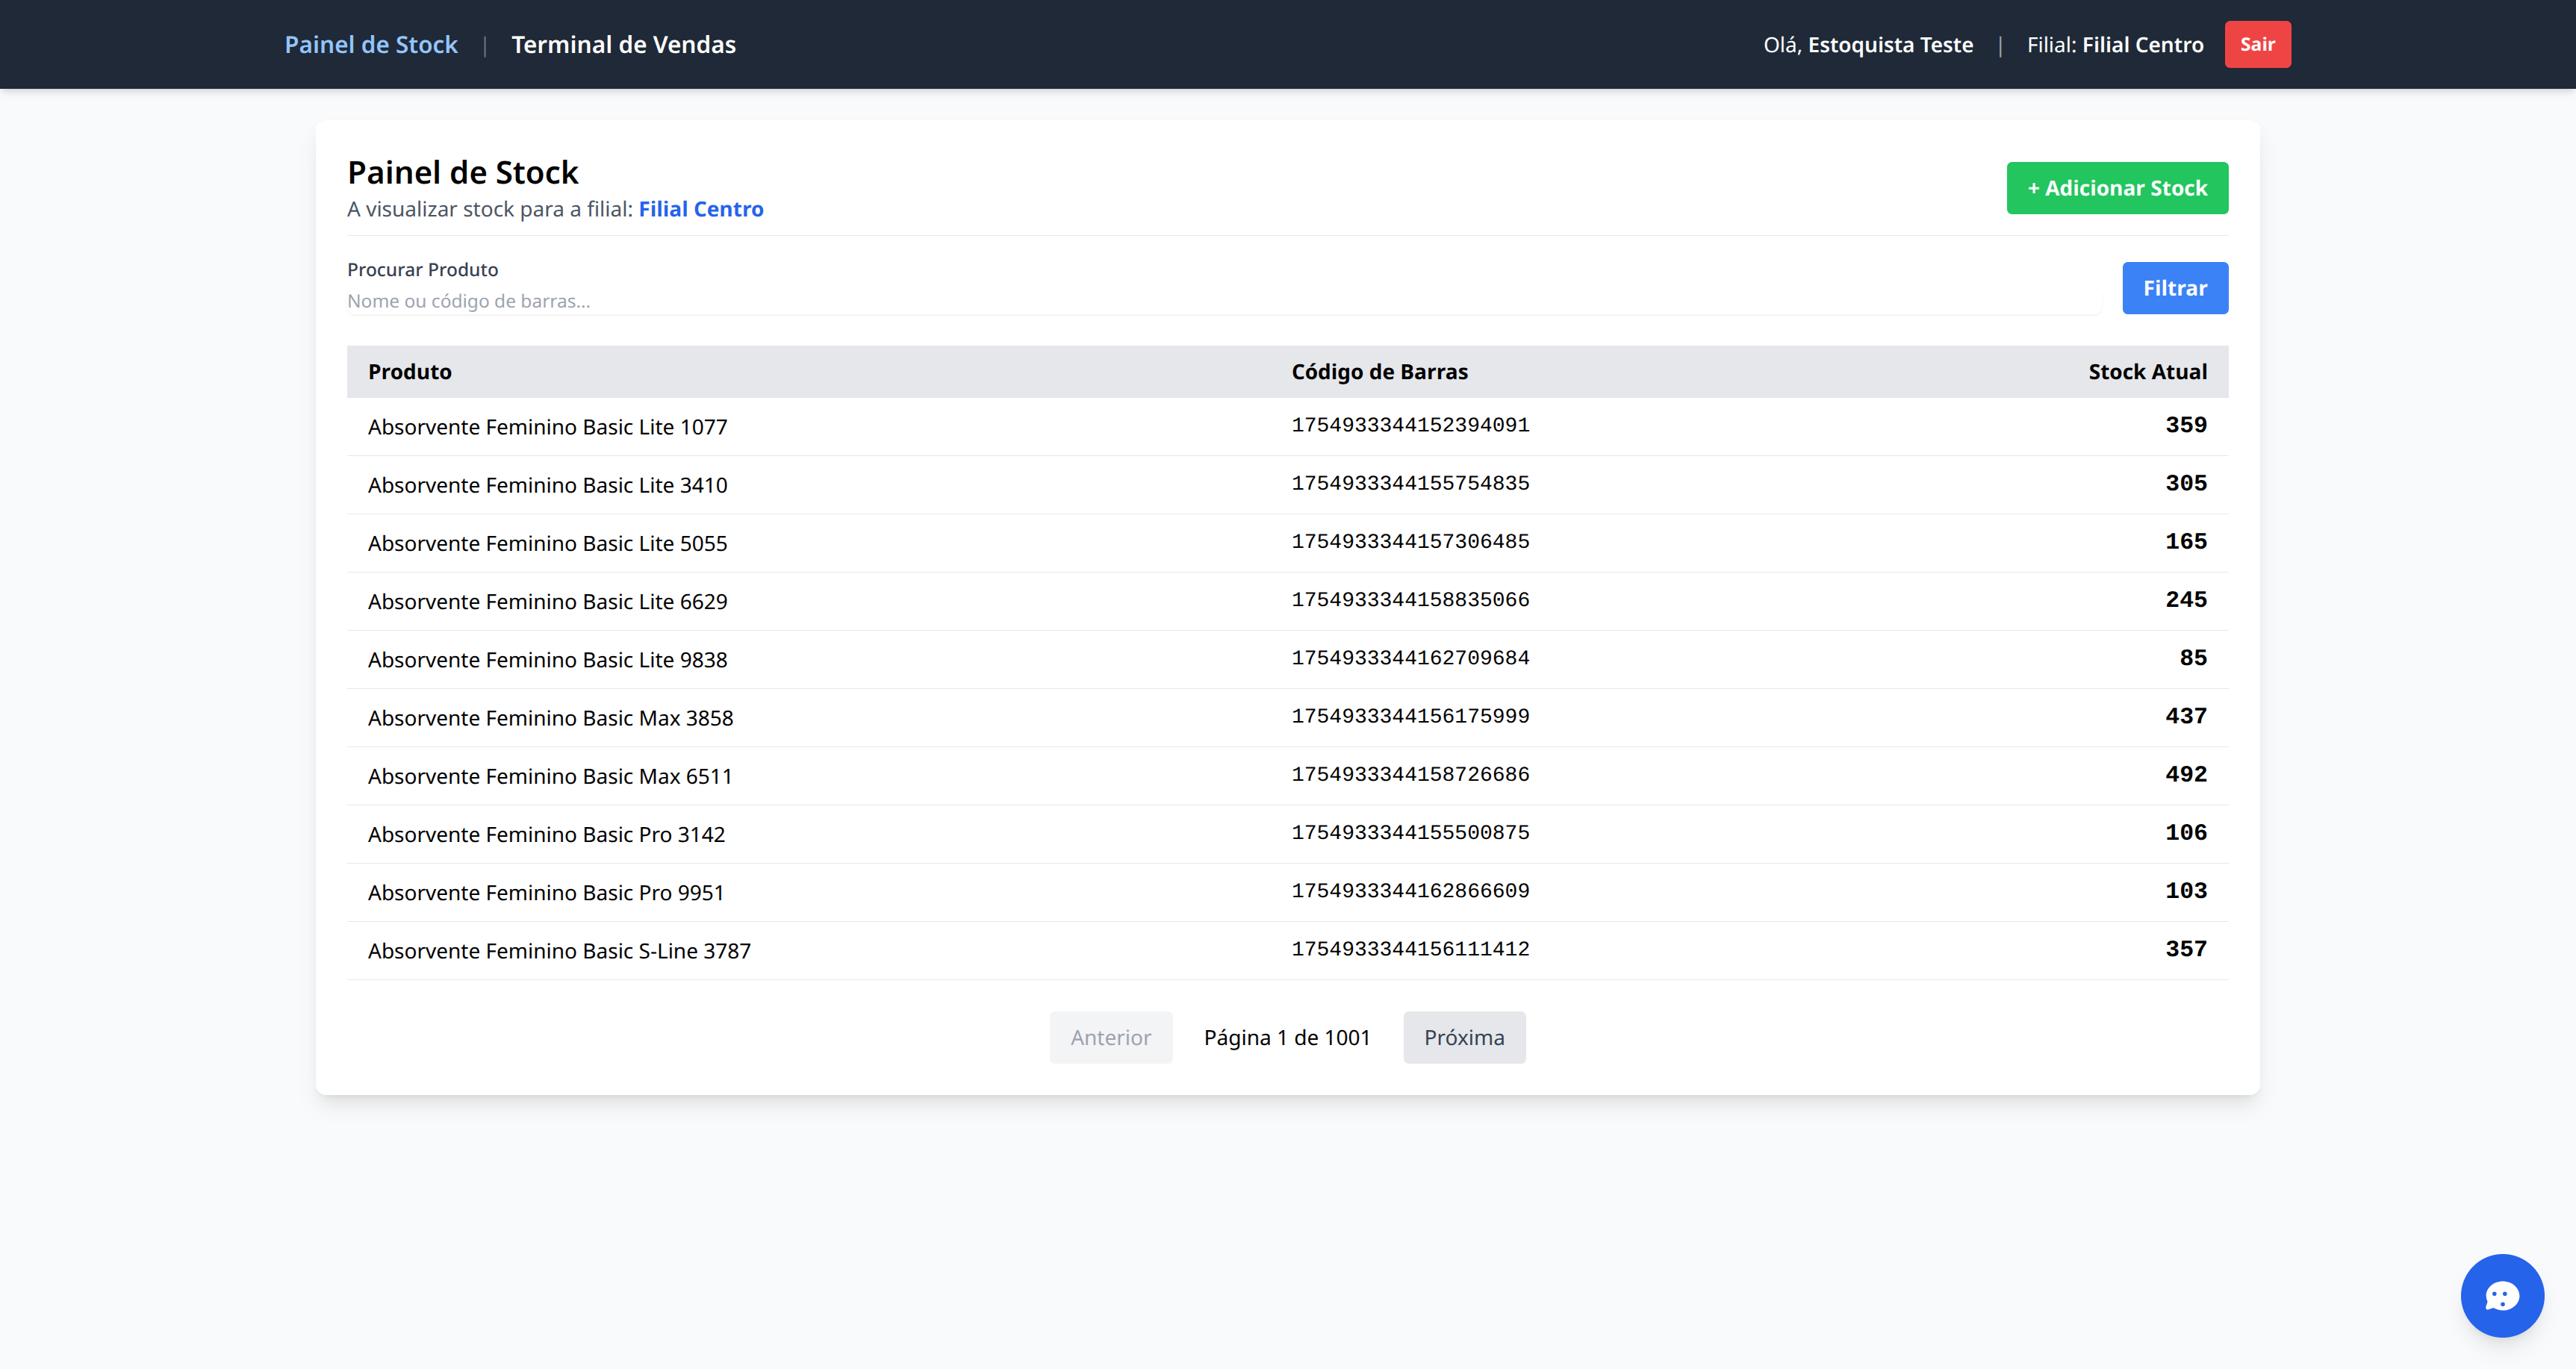 Painel de Stock | Terminal de Vendas Olá, Estoquista Teste | Filial: Filial Centro Sair
Painel de Stock
A visualizar stock para a filial: Filial Centro
+ Adicionar Stock
Procurar Produto
Nome ou código de barras...
Filtrar
Produto Código de Barras Stock Atual
Absorvente Feminino Basic Lite 1077 1754933344152394091 359
Absorvente Feminino Basic Lite 3410 1754933344155754835 305
Absorvente Feminino Basic Lite 5055 1754933344157306485 165
Absorvente Feminino Basic Lite 6629 1754933344158835066 245
Absorvente Feminino Basic Lite 9838 1754933344162709684 85
Absorvente Feminino Basic Max 3858 1754933344156175999 437
Absorvente Feminino Basic Max 6511 1754933344158726686 492
Absorvente Feminino Basic Pro 3142 1754933344155500875 106
Absorvente Feminino Basic Pro 9951 1754933344162866609 103
Absorvente Feminino Basic S-Line 3787 1754933344156111412 357
Anterior Página 1 de 1001 Próxima